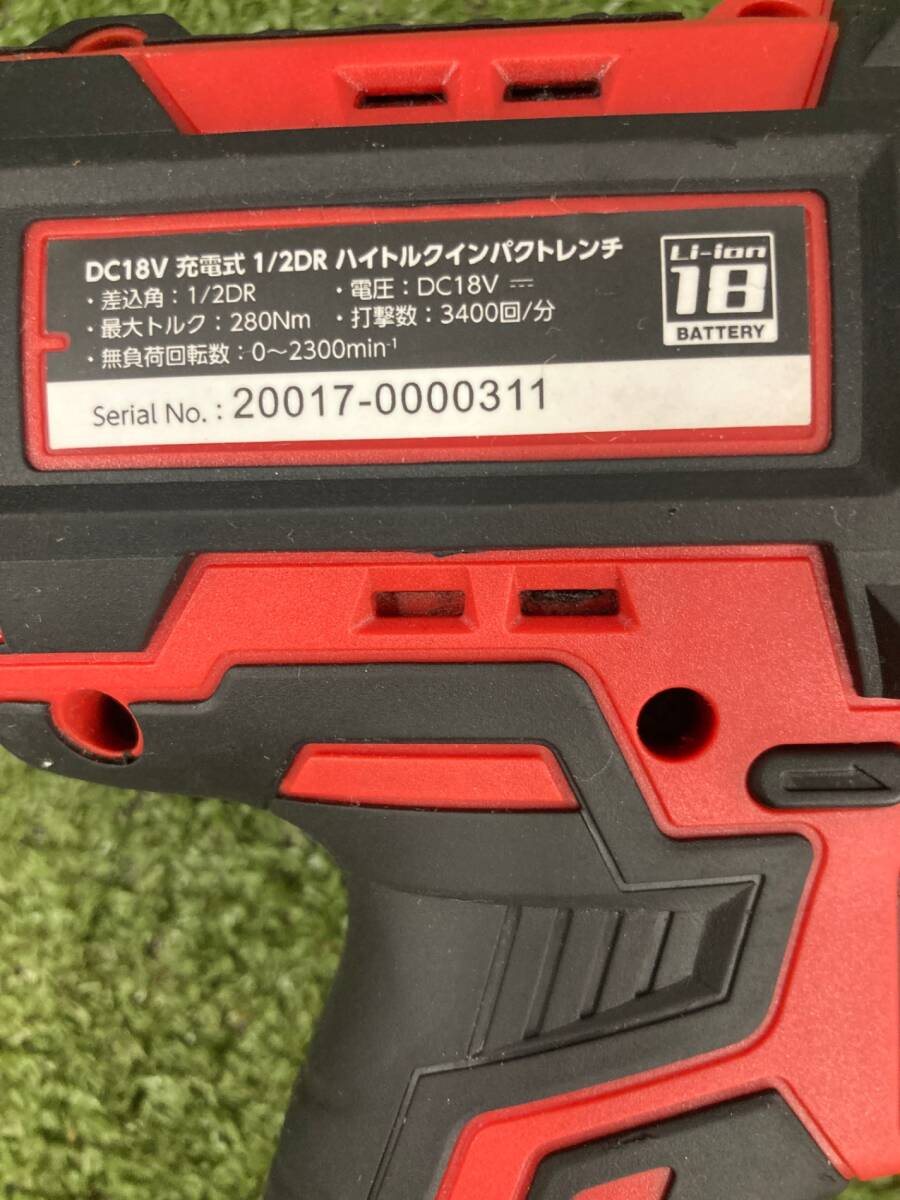 DC18V 充電式 1/2DR ハイトルクインパクトレンチ
・差込角：1/2DR ・電圧：DC18V ⎓
・最大トルク：280Nm ・打撃数：3400回/分
・無負荷回転数：0～2300min⁻¹
Li-ion
18
BATTERY
Serial No.：20017-0000311